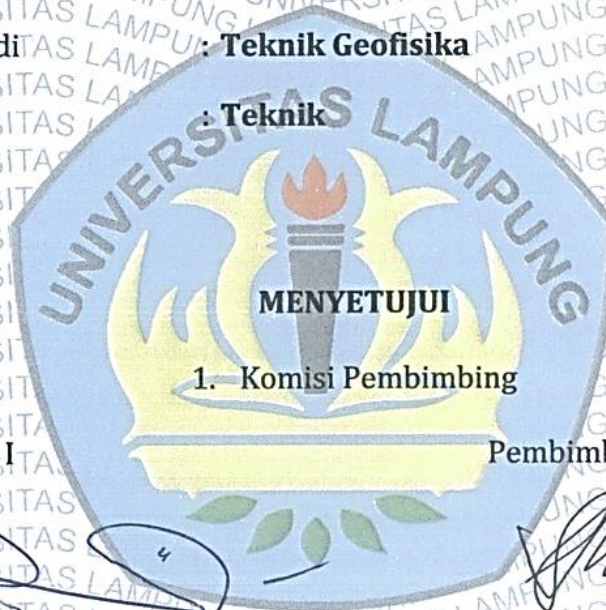 di : Teknik Geofisika
: Teknik
UNIVERSITAS LAMPUNG
MENYETUJUI
1. Komisi Pembimbing
I Pembimb